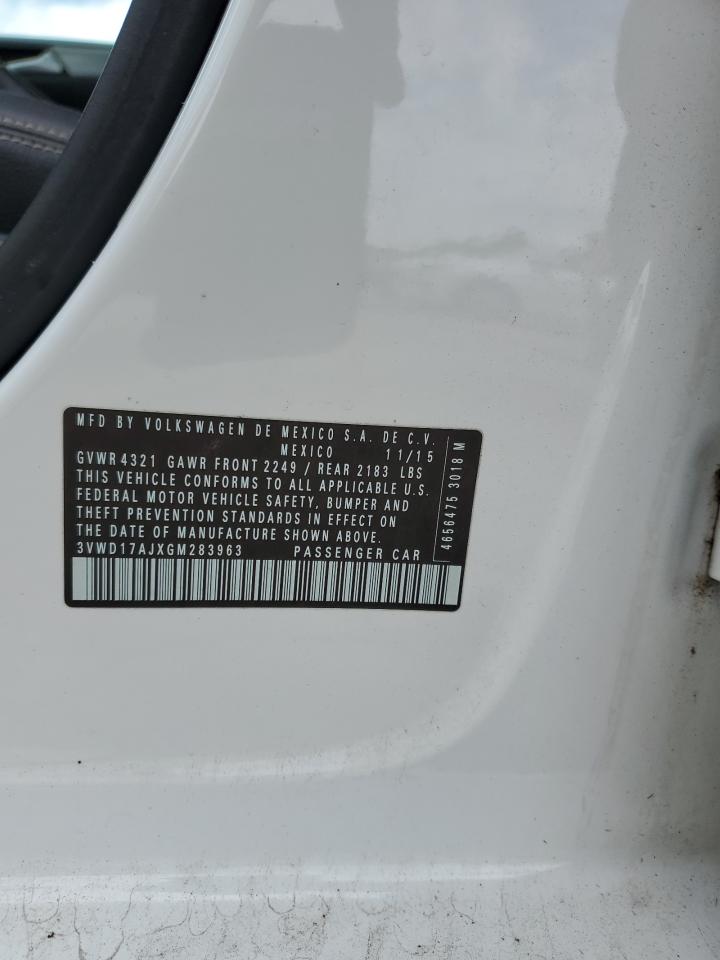 MFD BY VOLKSWAGEN DE MEXICO S.A. DE C.V.
MEXICO 11/15
GVWR 4321 GAWR FRONT 2249 / REAR 2183 LBS
THIS VEHICLE CONFORMS TO ALL APPLICABLE U.S.
FEDERAL MOTOR VEHICLE SAFETY, BUMPER AND
THEFT PREVENTION STANDARDS IN EFFECT ON
THE DATE OF MANUFACTURE SHOWN ABOVE.
3VWD17AJXGM283963 PASSENGER CAR
4656475 3018 M